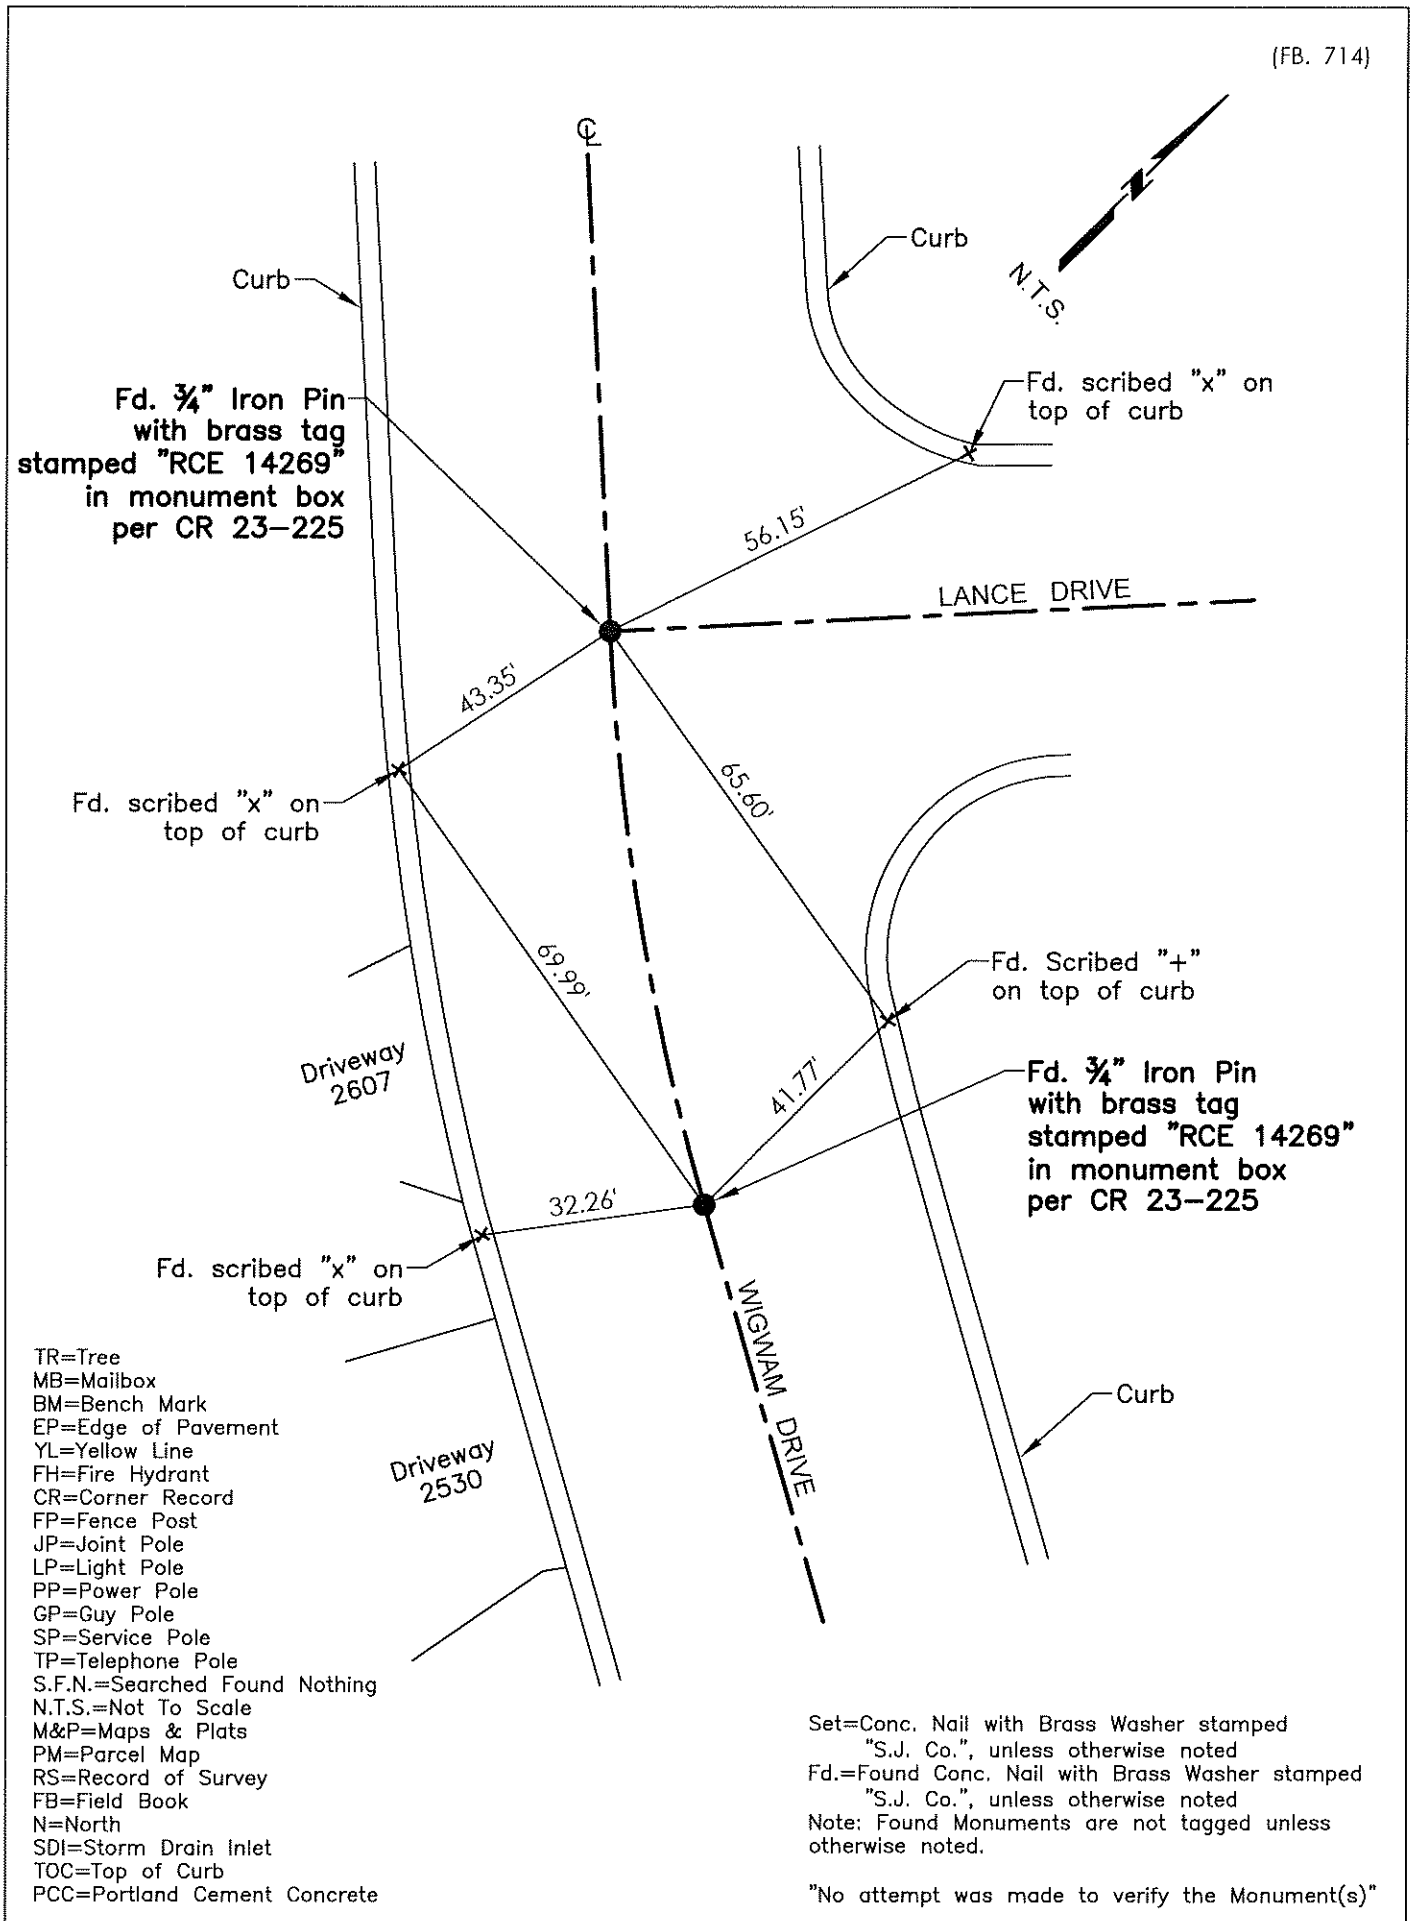 (FB. 714)
℄
Curb
Curb
N
N.T.S.
Fd. scribed "x" on
top of curb
Fd. ¾" Iron Pin
with brass tag
stamped "RCE 14269"
in monument box
per CR 23-225
56.15'
LANCE DRIVE
43.35'
65.60'
Fd. scribed "x" on
top of curb
69.99'
Fd. Scribed "+"
on top of curb
Driveway
2607
41.77'
Fd. ¾" Iron Pin
with brass tag
stamped "RCE 14269"
in monument box
per CR 23-225
32.26'
Fd. scribed "x" on
top of curb
WIGWAM DRIVE
Curb
Driveway
2530
TR=Tree
MB=Mailbox
BM=Bench Mark
EP=Edge of Pavement
YL=Yellow Line
FH=Fire Hydrant
CR=Corner Record
FP=Fence Post
JP=Joint Pole
LP=Light Pole
PP=Power Pole
GP=Guy Pole
SP=Service Pole
TP=Telephone Pole
S.F.N.=Searched Found Nothing
N.T.S.=Not To Scale
M&P=Maps & Plats
PM=Parcel Map
RS=Record of Survey
FB=Field Book
N=North
SDI=Storm Drain Inlet
TOC=Top of Curb
PCC=Portland Cement Concrete
Set=Conc. Nail with Brass Washer stamped
"S.J. Co.", unless otherwise noted
Fd.=Found Conc. Nail with Brass Washer stamped
"S.J. Co.", unless otherwise noted
Note: Found Monuments are not tagged unless
otherwise noted.
"No attempt was made to verify the Monument(s)"